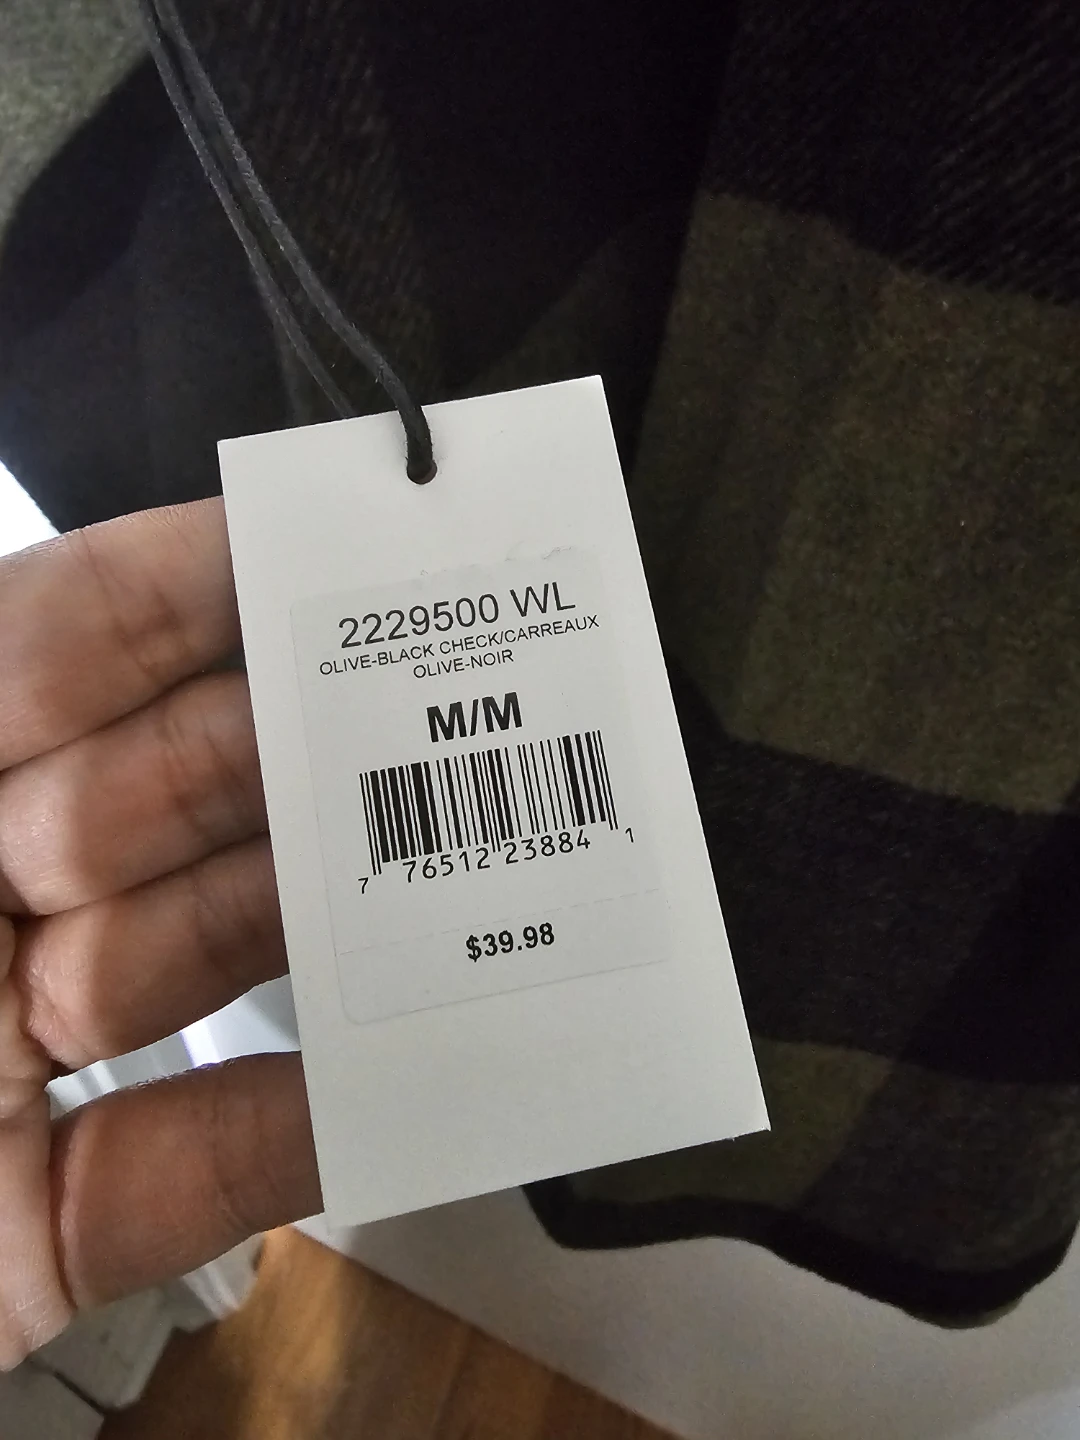 2229500 WL
OLIVE-BLACK CHECK/CARREAUX
OLIVE-NOIR
M/M
7 76512 23884 1
$39.98